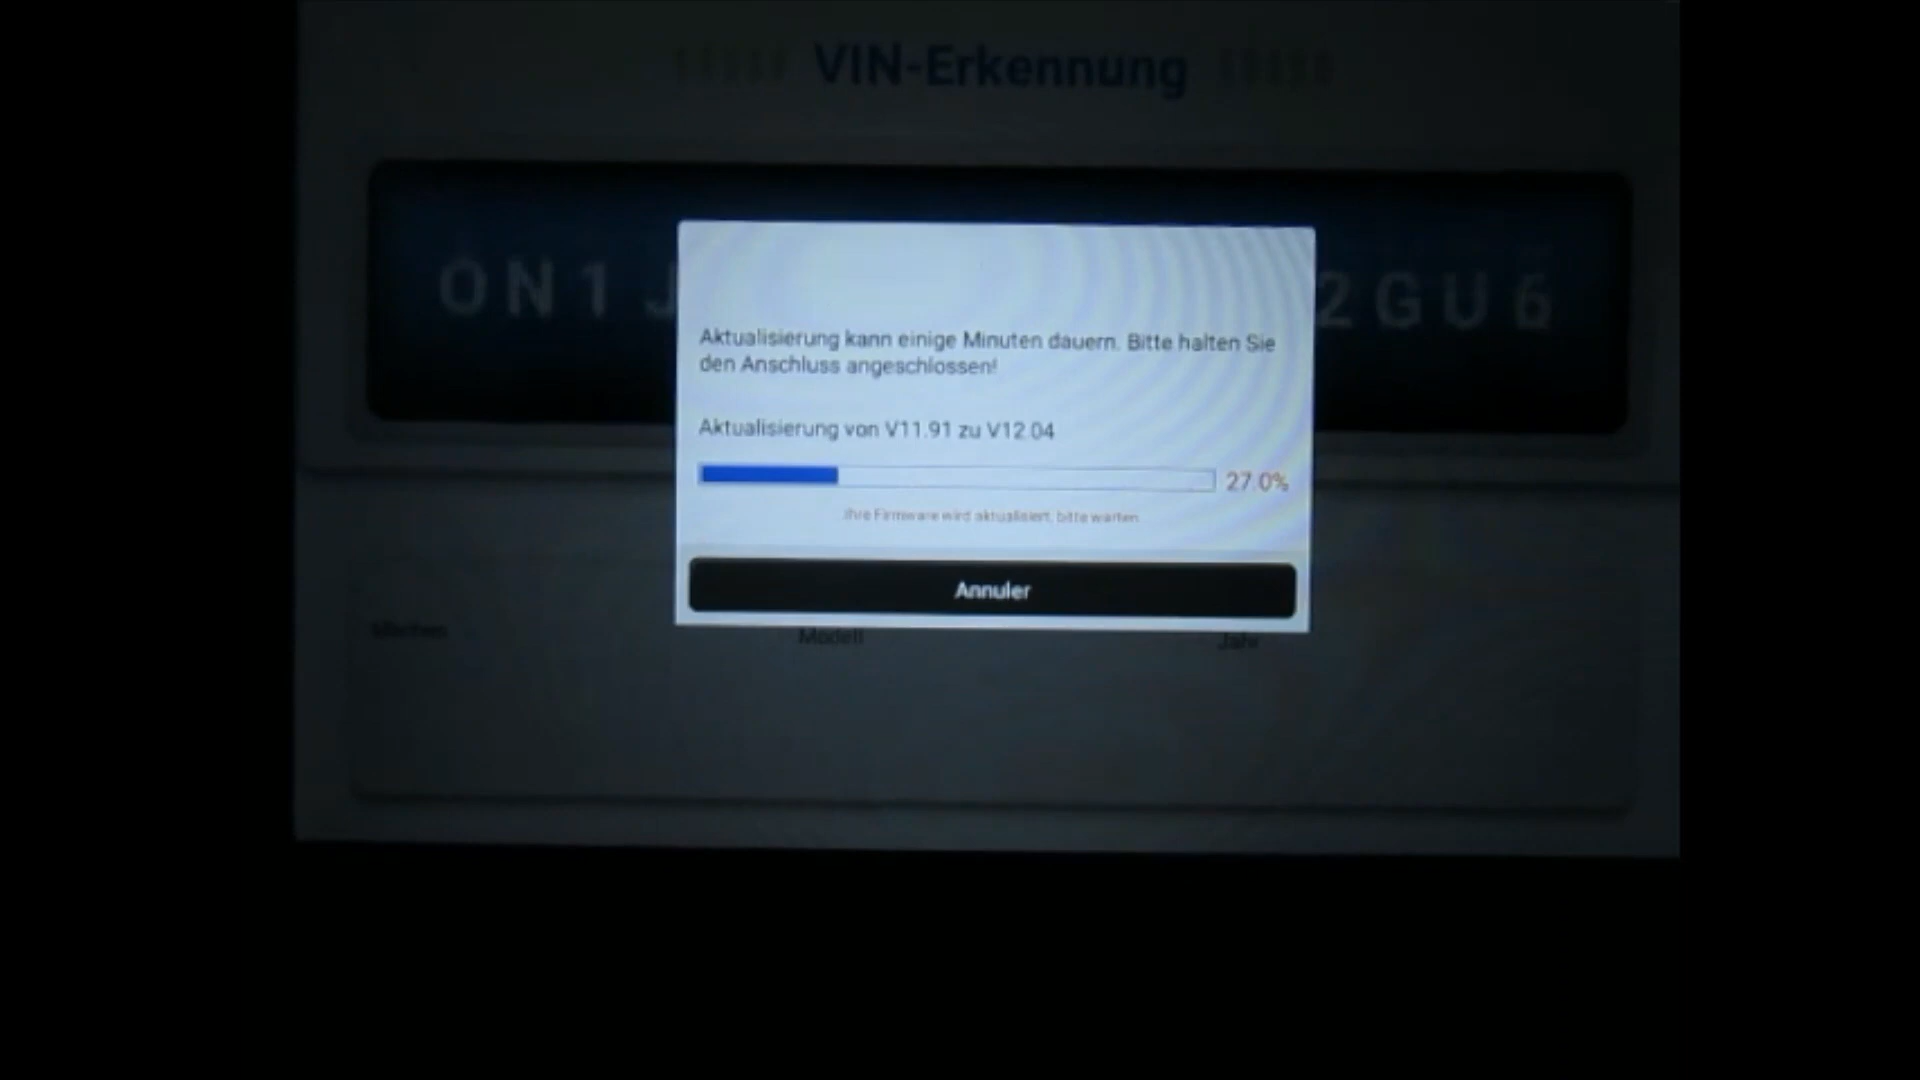 VIN-Erkennung
ON1J 2GU6
Aktualisierung kann einige Minuten dauern. Bitte halten Sie
den Anschluss angeschlossen!
Aktualisierung von V11.91 zu V12.04
27.0%
Ihre Firmware wird aktualisiert, bitte warten.
Annuler
Modell Jahr